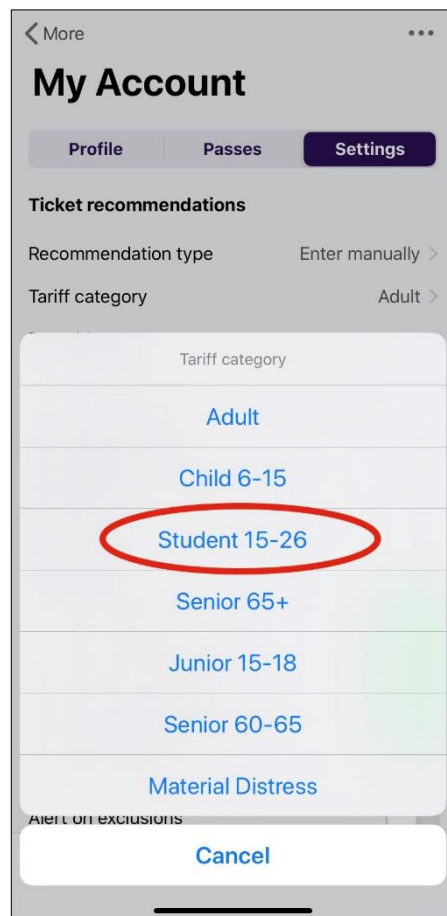 More
My Account
Profile Passes Settings
Ticket recommendations
Recommendation type Enter manually
Tariff category Adult
Tariff category
Adult
Child 6-15
Student 15-26
Senior 65+
Junior 15-18
Senior 60-65
Material Distress
Alert on exclusions
Cancel